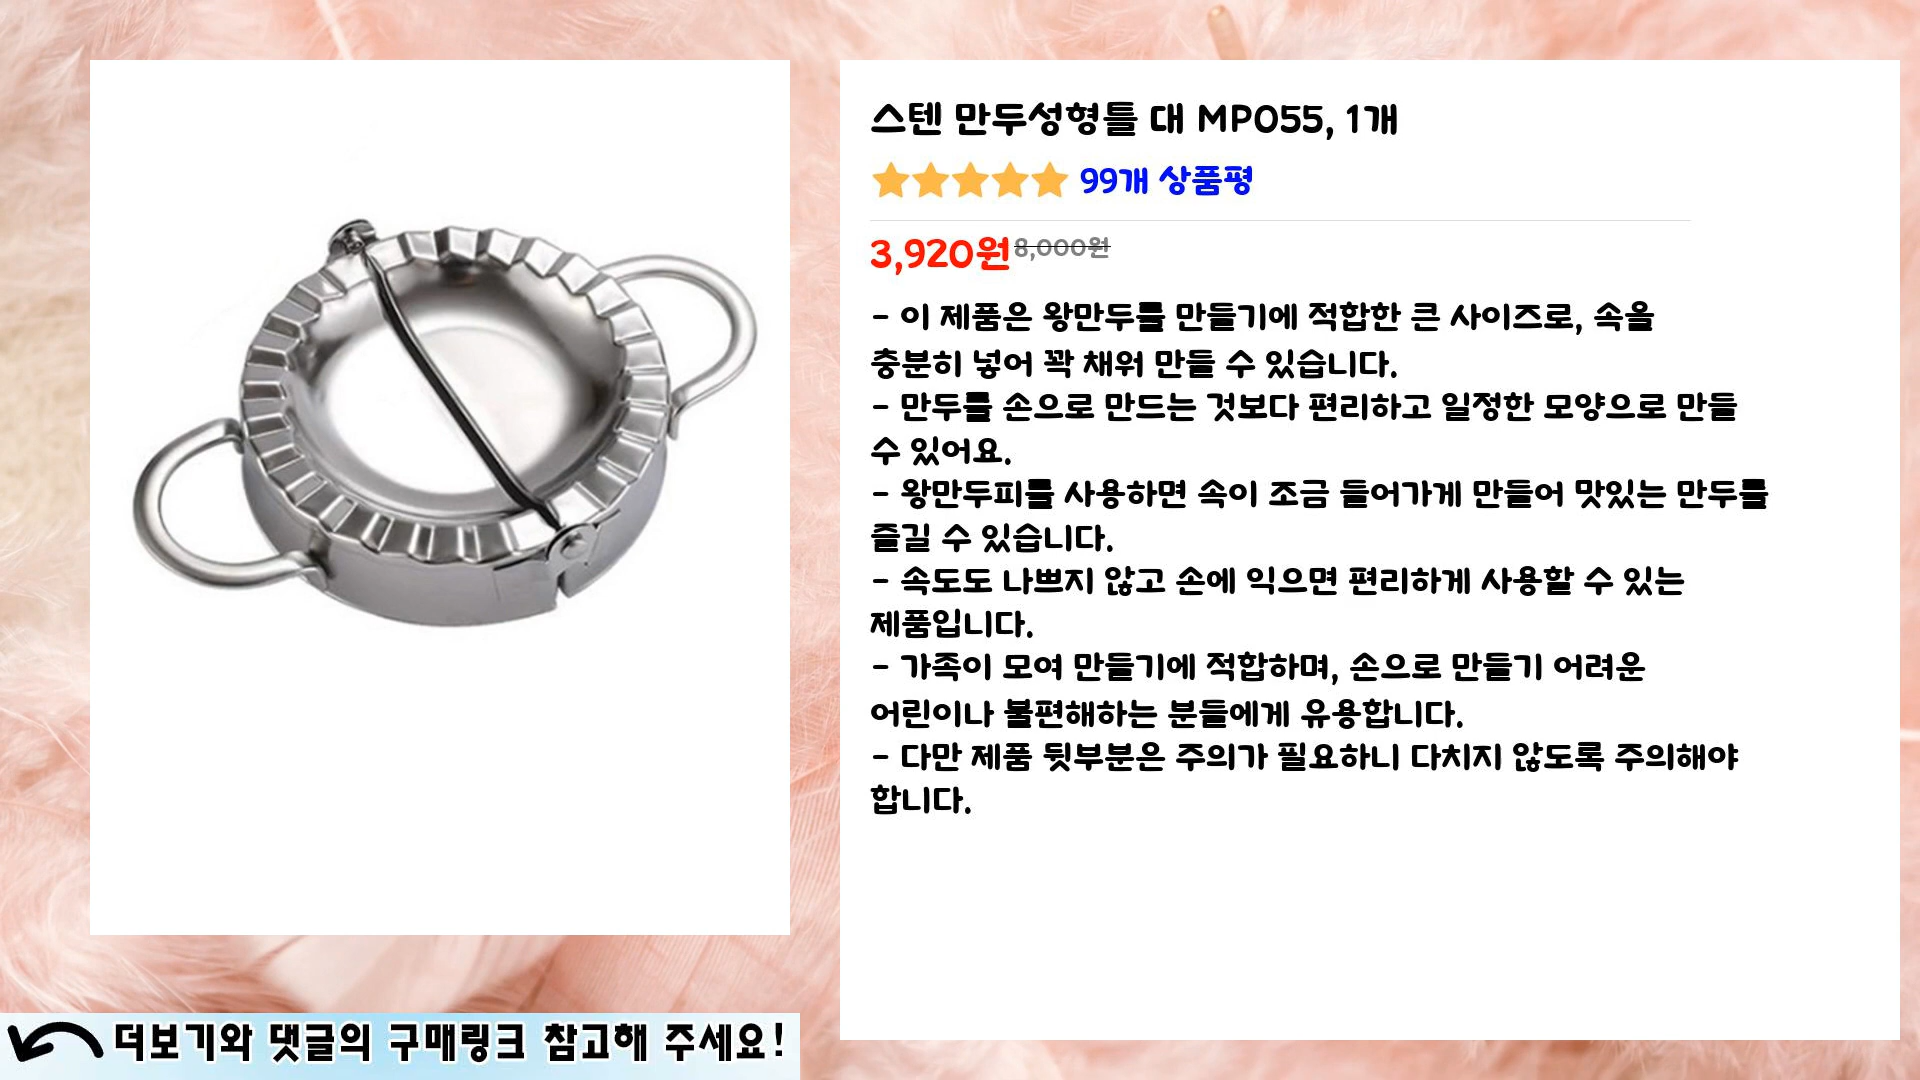 스텐 만두성형틀 대 MP055, 1개
99개 상품평
3,920원 8,000원
- 이 제품은 왕만두를 만들기에 적합한 큰 사이즈로, 속을
충분히 넣어 꽉 채워 만들 수 있습니다.
- 만두를 손으로 만드는 것보다 편리하고 일정한 모양으로 만들
수 있어요.
- 왕만두피를 사용하면 속이 조금 들어가게 만들어 맛있는 만두를
즐길 수 있습니다.
- 속도도 나쁘지 않고 손에 익으면 편리하게 사용할 수 있는
제품입니다.
- 가족이 모여 만들기에 적합하며, 손으로 만들기 어려운
어린이나 불편해하는 분들에게 유용합니다.
- 다만 제품 뒷부분은 주의가 필요하니 다치지 않도록 주의해야
합니다.
더보기와 댓글의 구매링크 참고해 주세요!